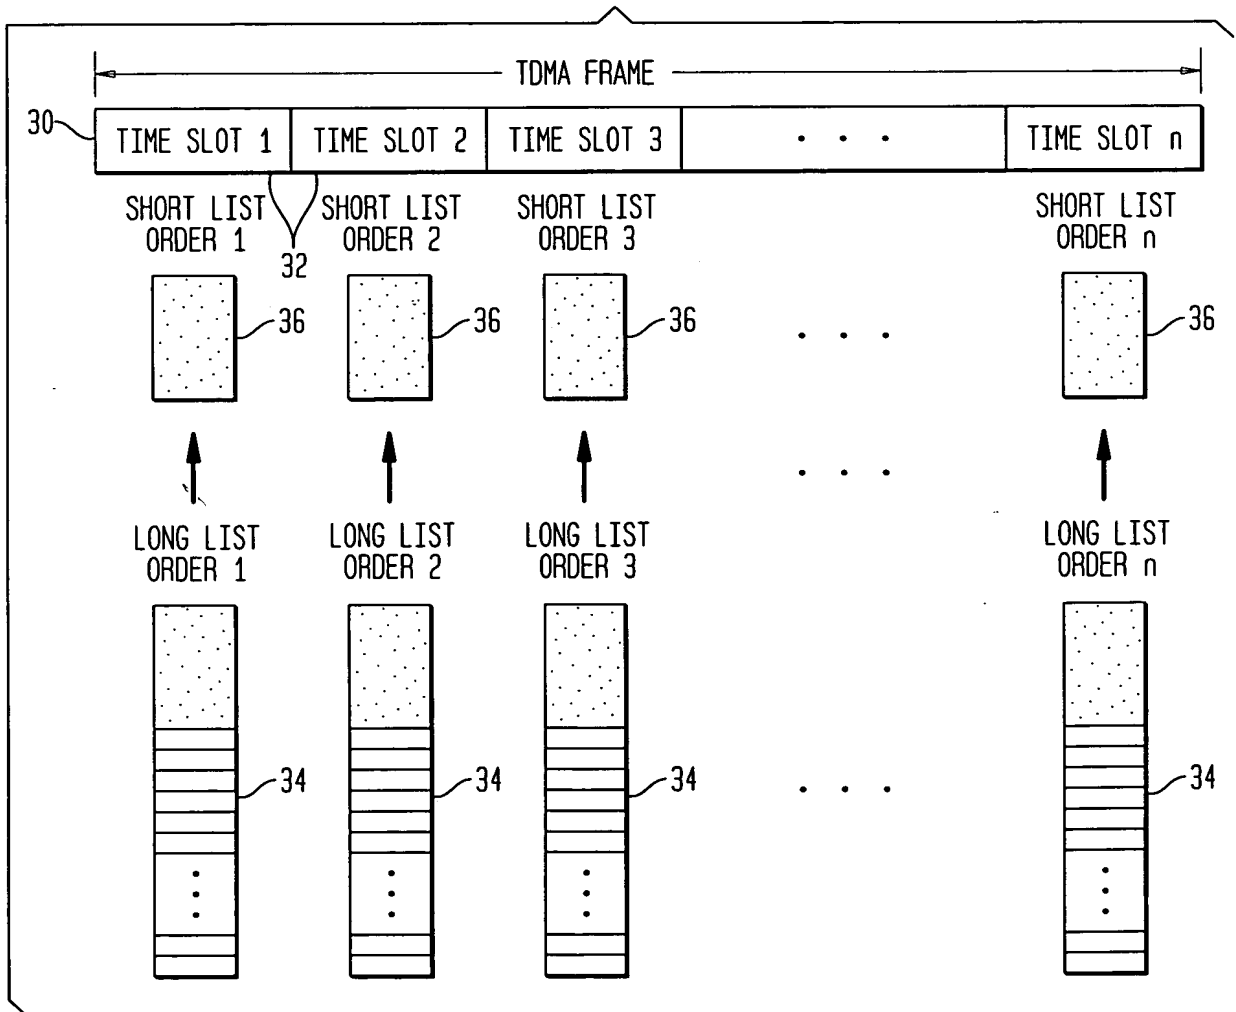 TDMA FRAME
30 TIME SLOT 1 TIME SLOT 2 TIME SLOT 3 . . . TIME SLOT n
32
SHORT LIST ORDER 1
SHORT LIST ORDER 2
SHORT LIST ORDER 3
SHORT LIST ORDER n
36 36 36 . . . 36
. . .
LONG LIST ORDER 1
LONG LIST ORDER 2
LONG LIST ORDER 3
LONG LIST ORDER n
34 34 34 . . . 34